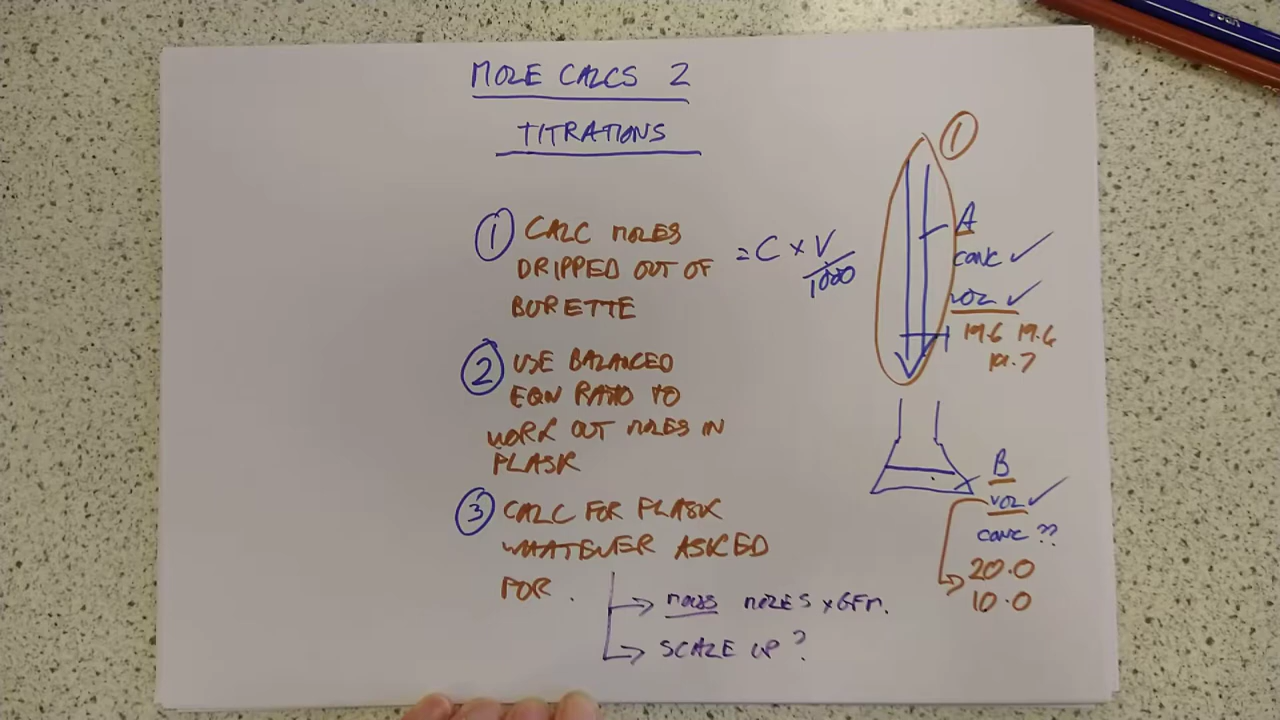 MOLE CALCS 2
TITRATIONS
1 CALC MOLES
DRIPPED OUT OF
BURETTE
= C x V/1000
2 USE BALANCED
EQN RATIO TO
WORK OUT MOLES IN
FLASK
3 CALC FOR FLASK
WHATEVER ASKED
FOR.
→ mass MOLES x GFM.
→ SCALE UP?
1
A
CONC ✓
VOL ✓
19.6 19.6
19.7
B
VOL ✓
CONC ??
20.0
10.0